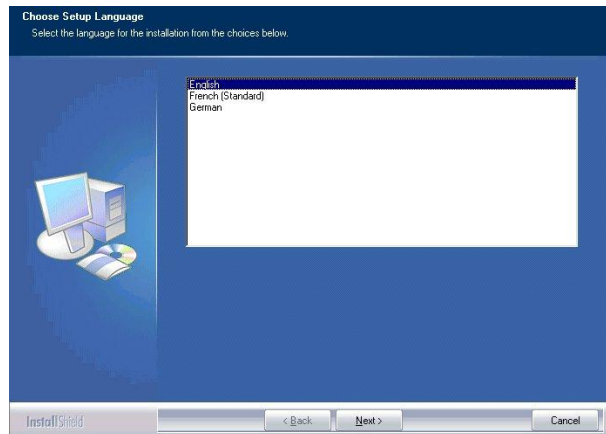 Choose Setup Language
Select the language for the installation from the choices below.
English
French (Standard)
German
InstallShield
< Back
Next >
Cancel